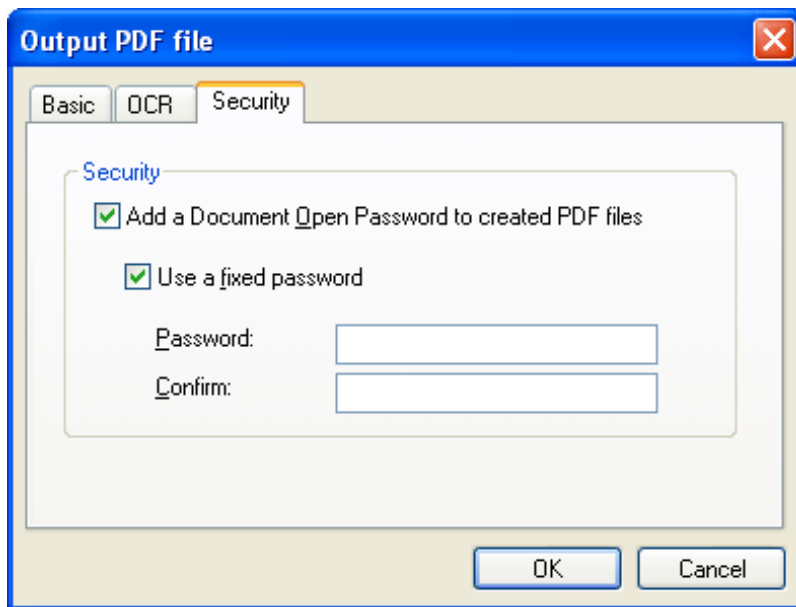 Output PDF file
Basic OCR Security
Security
Add a Document Open Password to created PDF files
Use a fixed password
Password:
Confirm:
OK Cancel